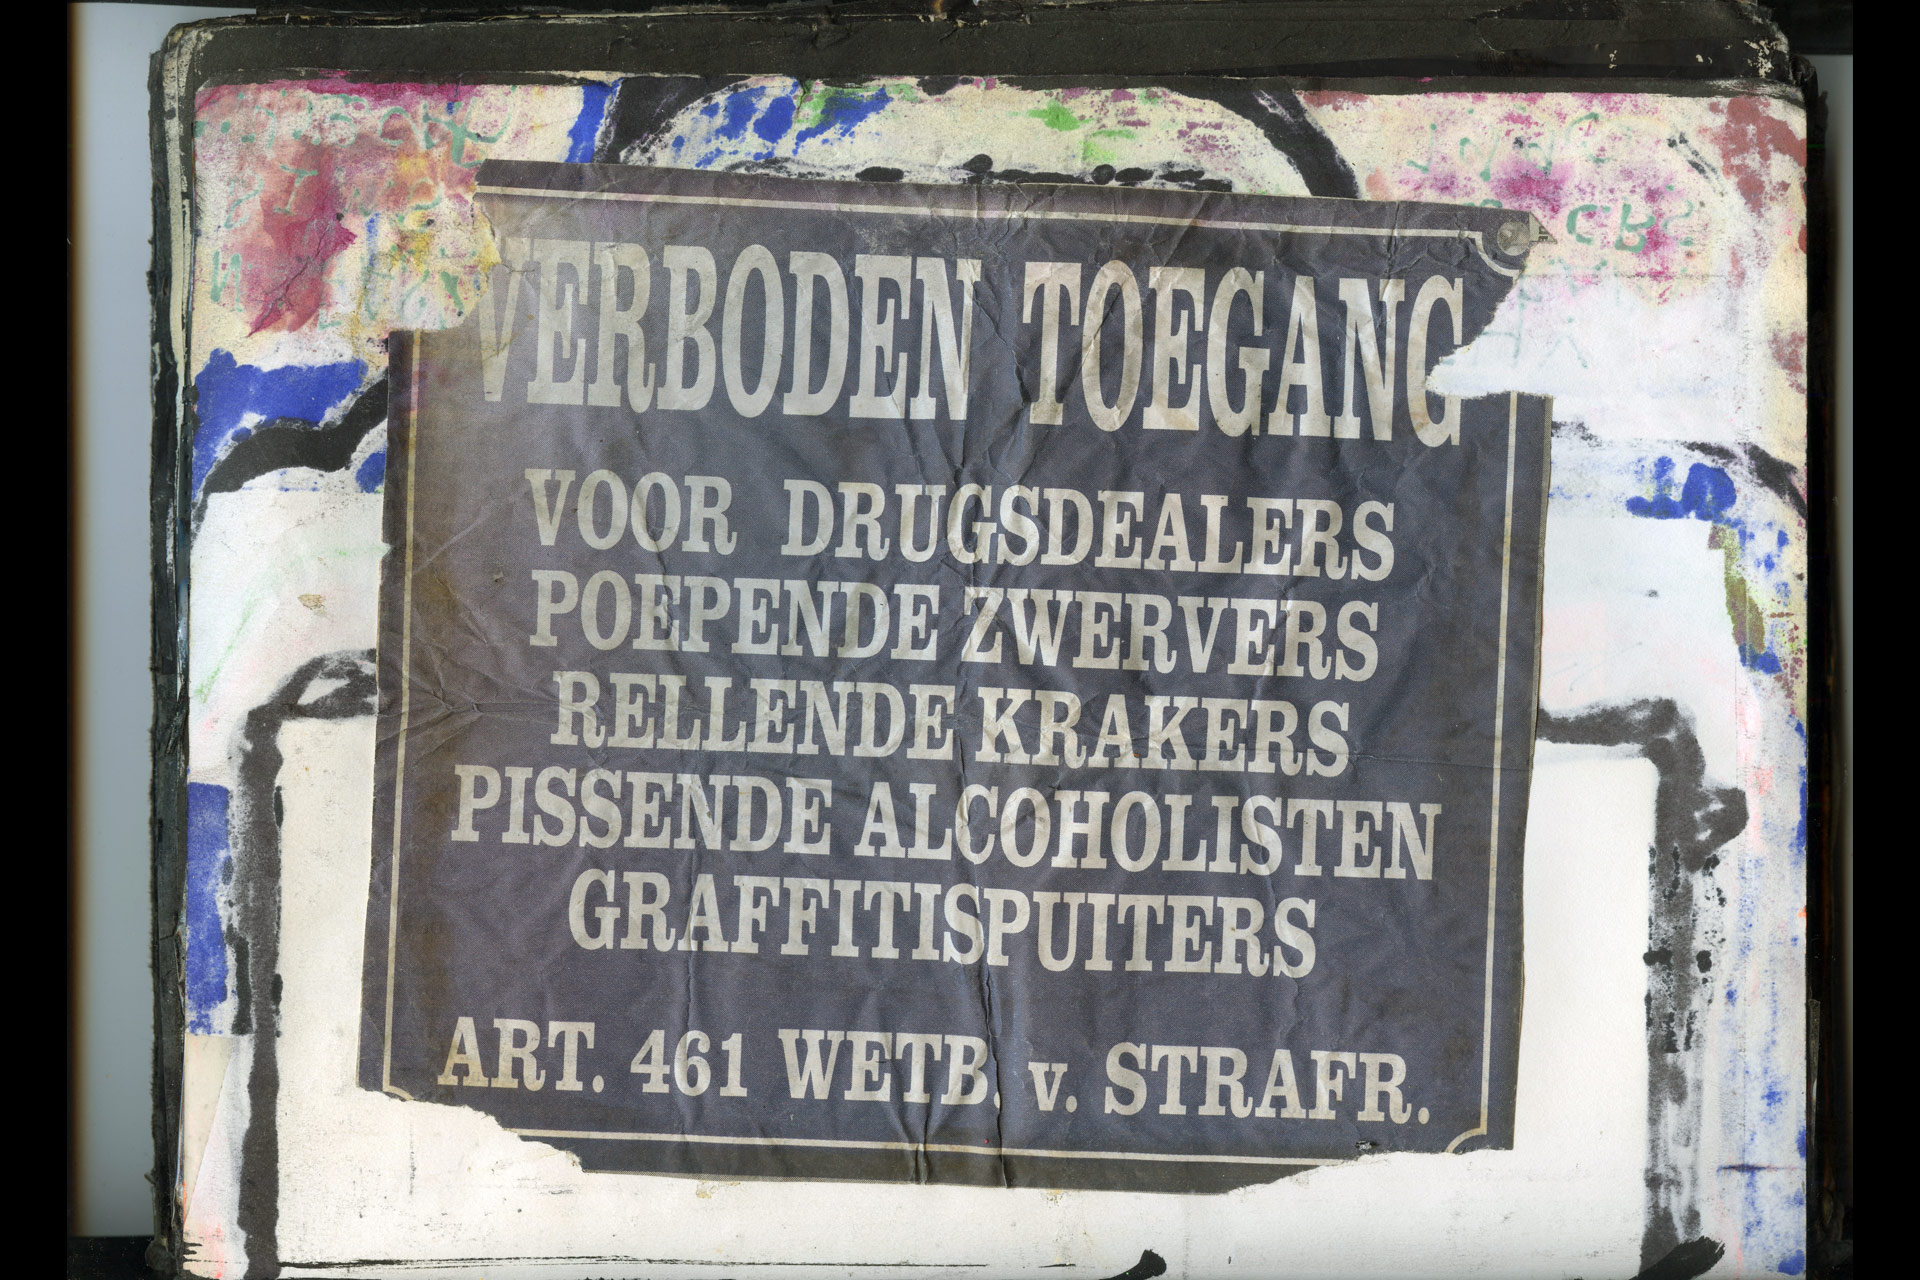 VERBODEN TOEGANG
VOOR DRUGSDEALERS
POEPENDE ZWERVERS
RELLENDE KRAKERS
PISSENDE ALCOHOLISTEN
GRAFFITISPUITERS
ART. 461 WETB. v. STRAFR.